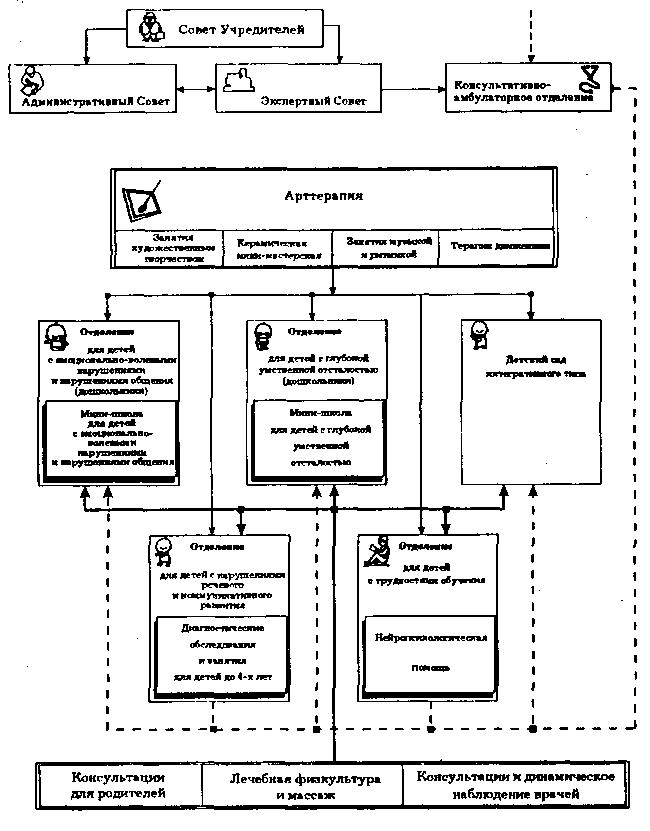 Совет Учредителей
Административный Совет
Экспертный Совет
Консультативно-
амбулаторное отделение
Арттерапия
Занятия
художественным
творчеством
Керамическая
мини-мастерская
Занятия музыкой
и ритмикой
Терапия движением
Отделение
для детей
с эмоционально-волевыми
нарушениями
и нарушениями общения
(дошкольники)
Мини-школа
для детей
с эмоционально-
волевыми
нарушениями
и нарушениями общения
Отделение
для детей с глубокой
умственной отсталостью
(дошкольники)
Мини-школа
для детей с глубокой
умственной
отсталостью
Детский сад
интегративного типа
Отделение
для детей с нарушениями
речевого
и коммуникативного
развития
Диагностические
обследования
и занятия
для детей до 4-х лет
Отделение
для детей
с трудностями обучения
Нейропсихологическая
помощь
Консультации
для родителей
Лечебная физкультура
и массаж
Консультации и динамическое
наблюдение врачей